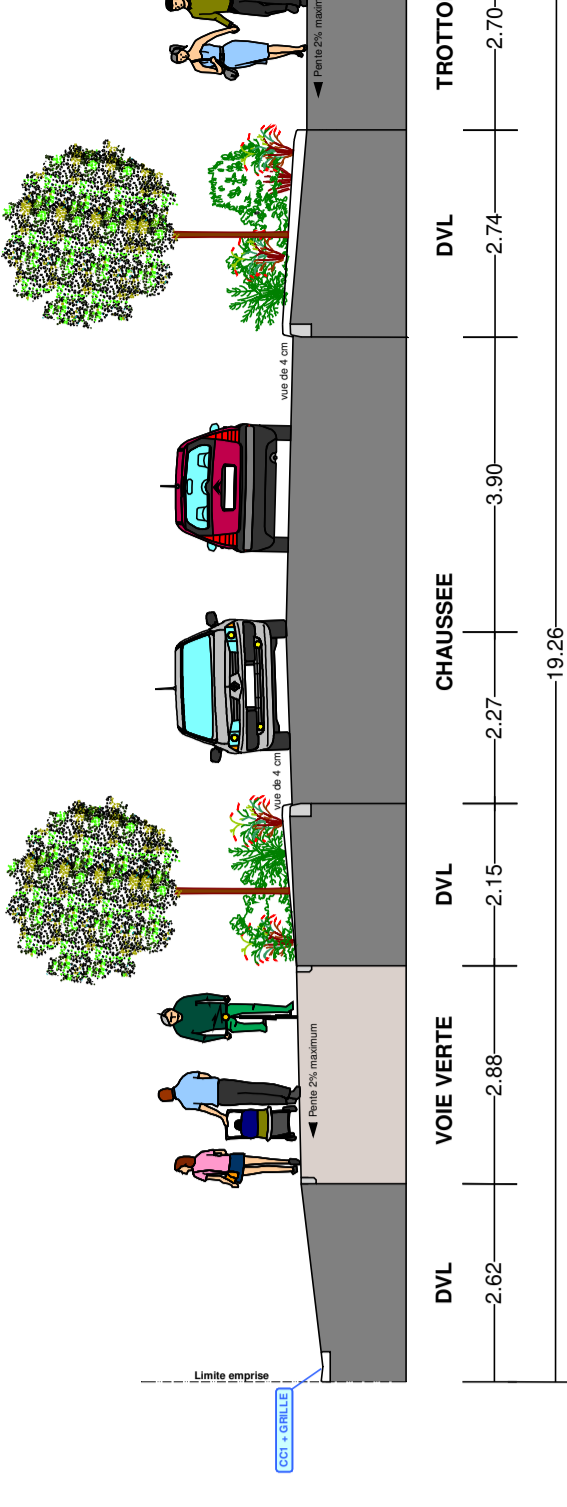 Limite emprise
CC1 + GRILLE
Pente 2% maximum
vue de 4 cm
vue de 4 cm
Pente 2% maxim
DVL
VOIE VERTE
DVL
CHAUSSEE
DVL
TROTTO
2.62
2.88
2.15
2.27
3.90
2.74
2.70
19.26